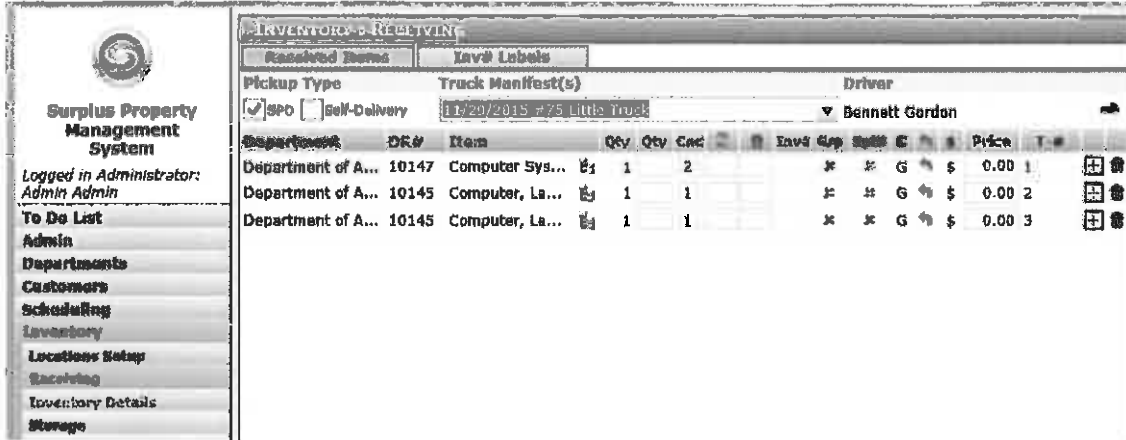 Surplus Property
Management
System
Logged in Administrator:
Admin Admin
To Do List
Admin
Departments
Customers
Scheduling
Inventory
Locations Setup
Receiving
Inventory Details
Storage
Inventory
Receiving
Received Items Inv# Labels
Pickup Type Truck Manifest(s) Driver
SPO Self-Delivery 11/20/2015 #75 Little Truck Bennett Gordon
Department DR# Item Qty Qty Cnd Inv# Grp Split C $ Price T-#
Department of A... 10147 Computer Sys... 1 2 G $ 0.00 1
Department of A... 10145 Computer, La... 1 1 G $ 0.00 2
Department of A... 10145 Computer, La... 1 1 G $ 0.00 3